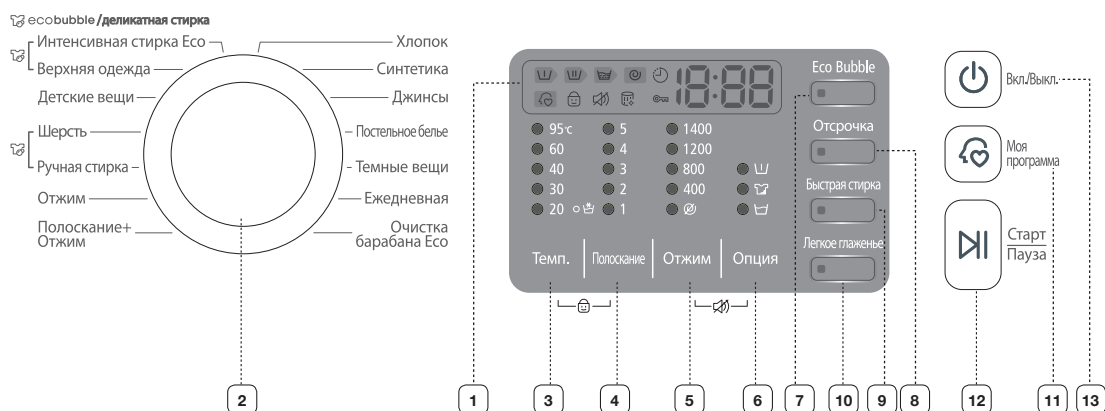 ecobubble/деликатная стирка
Интенсивная стирка Eco
Верхняя одежда
Детские вещи
Шерсть
Ручная стирка
Отжим
Полоскание+
Отжим
Хлопок
Синтетика
Джинсы
Постельное белье
Темные вещи
Ежедневная
Очистка
барабана Eco
18:88
95°c 5 1400
60 4 1200
40 3 800
30 2 400
20 1
Темп. Полоскание Отжим Опция
Eco Bubble
Отсрочка
Быстрая стирка
Легкое глаженье
Вкл./Выкл.
Моя
программа
Старт
Пауза
2 1 3 4 5 6 7 10 9 8 12 11 13